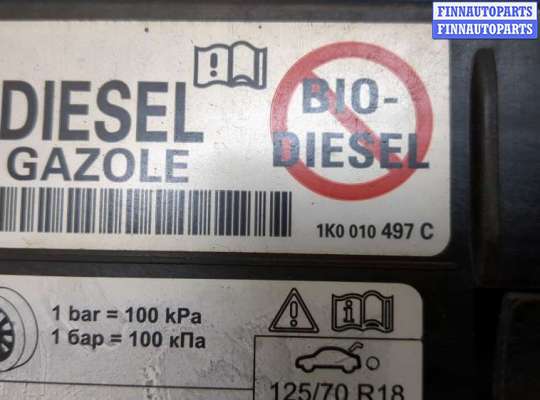 FINNAUTOPARTS
FINNAUTOPARTS
DIESEL
GAZOLE
BIO-
DIESEL
1K0 010 497 C
1 bar = 100 kPa
1 бар = 100 кПа
125/70 R18